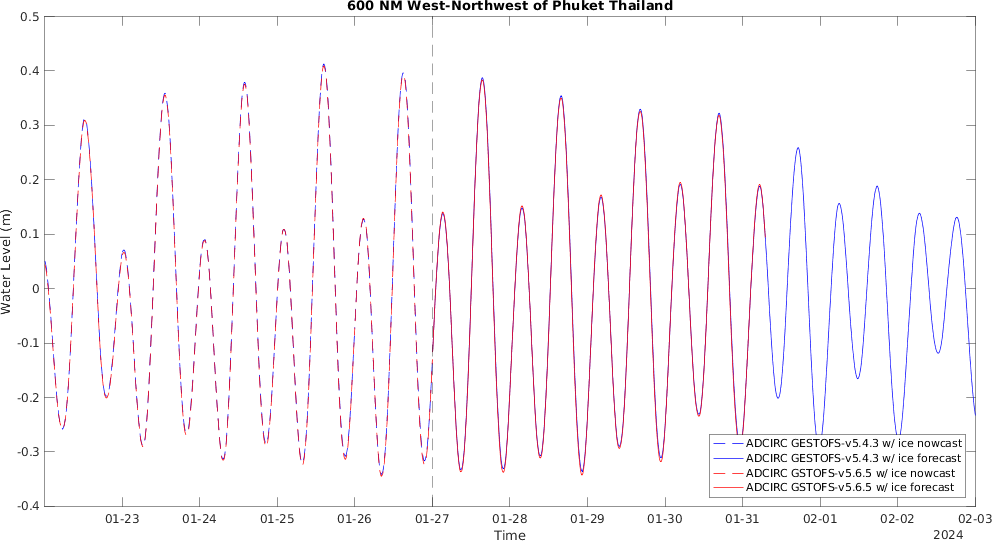 600 NM West-Northwest of Phuket Thailand
0.5
0.4
0.3
0.2
0.1
0
-0.1
-0.2
-0.3
-0.4
Water Level (m)
01-23 01-24 01-25 01-26 01-27 01-28 01-29 01-30 01-31 02-01 02-02 02-03
Time
2024
ADCIRC GESTOFS-v5.4.3 w/ ice nowcast
ADCIRC GESTOFS-v5.4.3 w/ ice forecast
ADCIRC GSTOFS-v5.6.5 w/ ice nowcast
ADCIRC GSTOFS-v5.6.5 w/ ice forecast